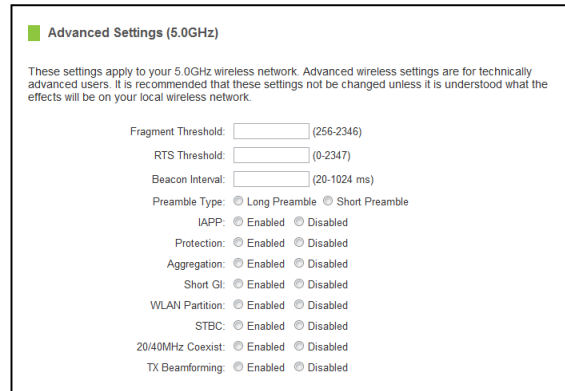 Advanced Settings (5.0GHz)
These settings apply to your 5.0GHz wireless network. Advanced wireless settings are for technically
advanced users. It is recommended that these settings not be changed unless it is understood what the
effects will be on your local wireless network.
Fragment Threshold: (256-2346)
RTS Threshold: (0-2347)
Beacon Interval: (20-1024 ms)
Preamble Type: Long Preamble Short Preamble
IAPP: Enabled Disabled
Protection: Enabled Disabled
Aggregation: Enabled Disabled
Short GI: Enabled Disabled
WLAN Partition: Enabled Disabled
STBC: Enabled Disabled
20/40MHz Coexist: Enabled Disabled
TX Beamforming: Enabled Disabled